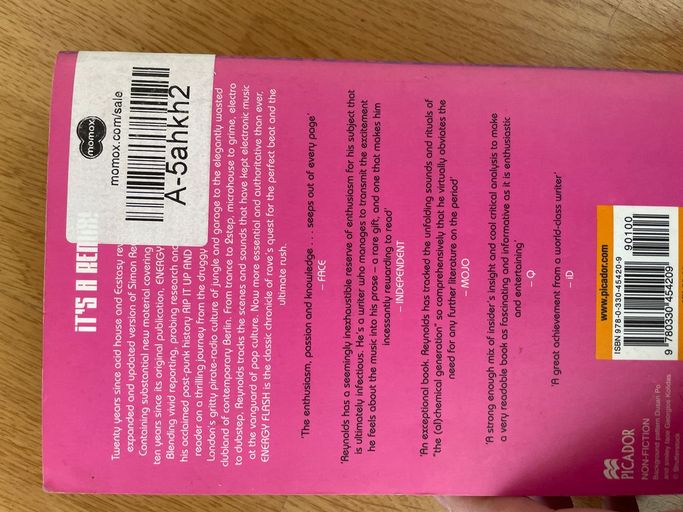 IT'S A REMIX!
Twenty years since acid house and Ecstasy rev
expanded and updated version of Simon Re
Containing substantial new material covering
ten years since its original publication, ENERGY
Blending vivid reporting, probing research and
his acclaimed post-punk history RIP IT UP AND
reader on a thrilling journey from the druggy
London's gritty pirate-radio culture of jungle and garage to the elegantly wasted
clubland of contemporary Berlin. From trance to 2step, microhouse to grime, electro
to dubstep, Reynolds tracks the scenes and sounds that have kept electronic music
at the vanguard of pop culture. Now more essential and authoritative than ever,
ENERGY FLASH is the classic chronicle of rave's quest for the perfect beat and the
ultimate rush.
momox
momox.com/sale
A-5ahkh2
'The enthusiasm, passion and knowledge . . . seeps out of every page'
– FACE
'Reynolds has a seemingly inexhaustible reserve of enthusiasm for his subject that
is ultimately infectious. He's a writer who manages to transmit the excitement
he feels about the music into his prose – a rare gift, and one that makes him
incessantly rewarding to read'
– INDEPENDENT
'An exceptional book. Reynolds has tracked the unfolding sounds and rituals of
"the (al)chemical generation" so comprehensively that he virtually obviates the
need for any further literature on the period'
– MOJO
'A strong enough mix of insider's insight and cool critical analysis to make
a very readable book as fascinating and informative as it is enthusiastic
and entertaining'
– Q
'A great achievement from a world-class writer'
– iD
PICADOR
NON-FICTION
Background pattern Dusan Po
and smiley face Georgios Kollidas
© Shutterstock
www.picador.com
ISBN 978-0-330-45420-9
90100
9 780330 454209